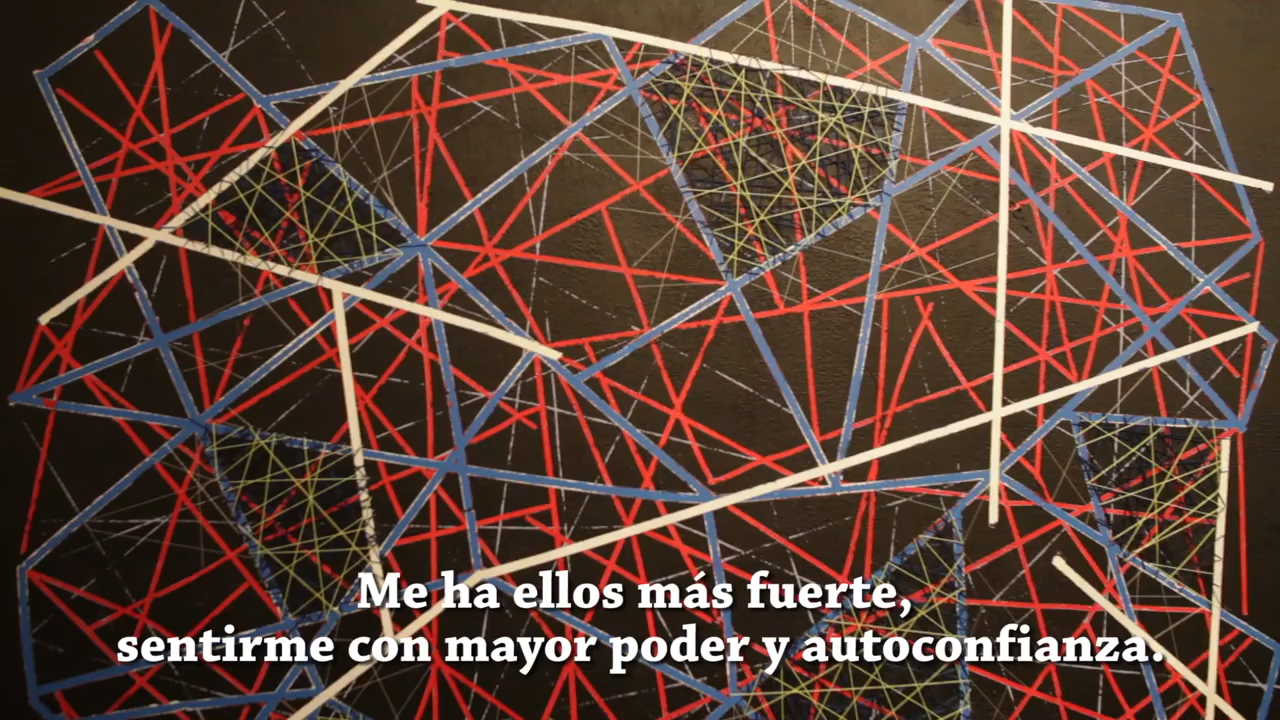 Me ha ellos más fuerte,
sentirme con mayor poder y autoconfianza.